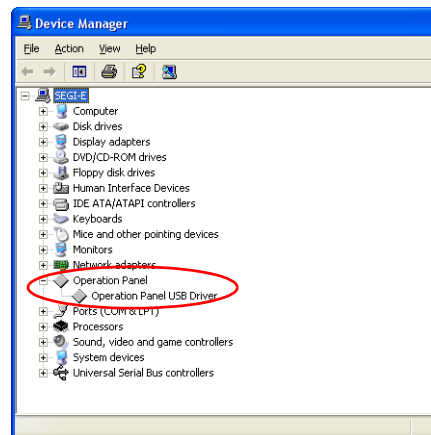 Device Manager
File Action View Help
SEGI-E
Computer
Disk drives
Display adapters
DVD/CD-ROM drives
Floppy disk drives
Human Interface Devices
IDE ATA/ATAPI controllers
Keyboards
Mice and other pointing devices
Monitors
Network adapters
Operation Panel
Operation Panel USB Driver
Ports (COM & LPT)
Processors
Sound, video and game controllers
System devices
Universal Serial Bus controllers